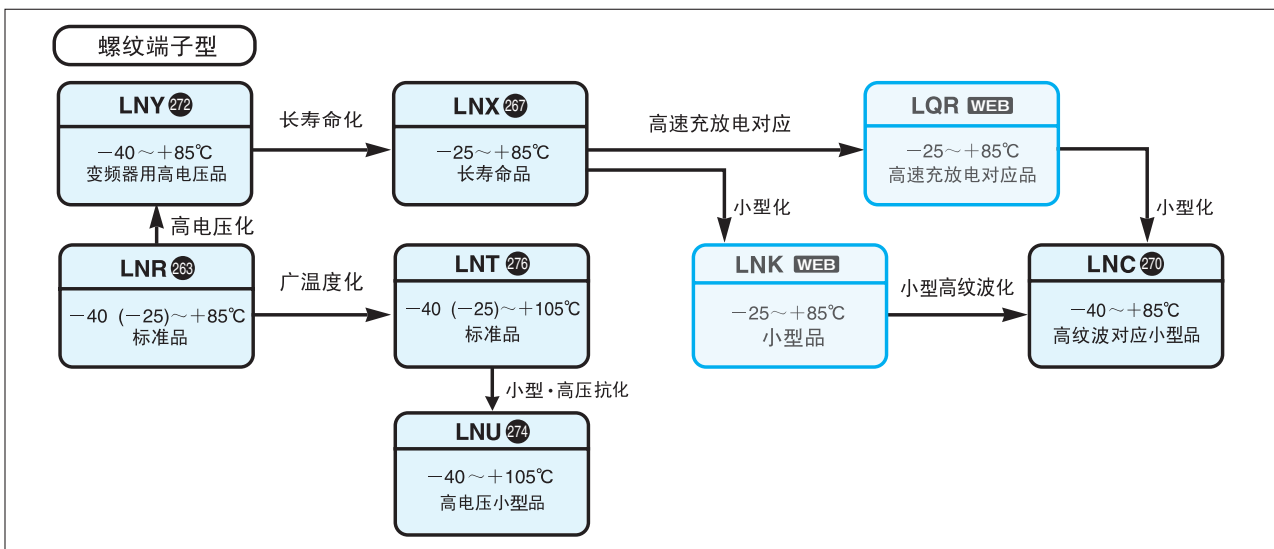 螺纹端子型
LNY 272
－40～＋85℃
变频器用高电压品
长寿命化
LNX 267
－25～＋85℃
长寿命品
高速充放电对应
LQR WEB
－25～＋85℃
高速充放电对应品
高电压化
小型化
小型化
LNR 263
－40 (－25)～＋85℃
标准品
广温度化
LNT 276
－40 (－25)～＋105℃
标准品
LNK WEB
－25～＋85℃
小型品
小型高纹波化
LNC 270
－40～＋85℃
高纹波对应小型品
小型·高压抗化
LNU 274
－40～＋105℃
高电压小型品